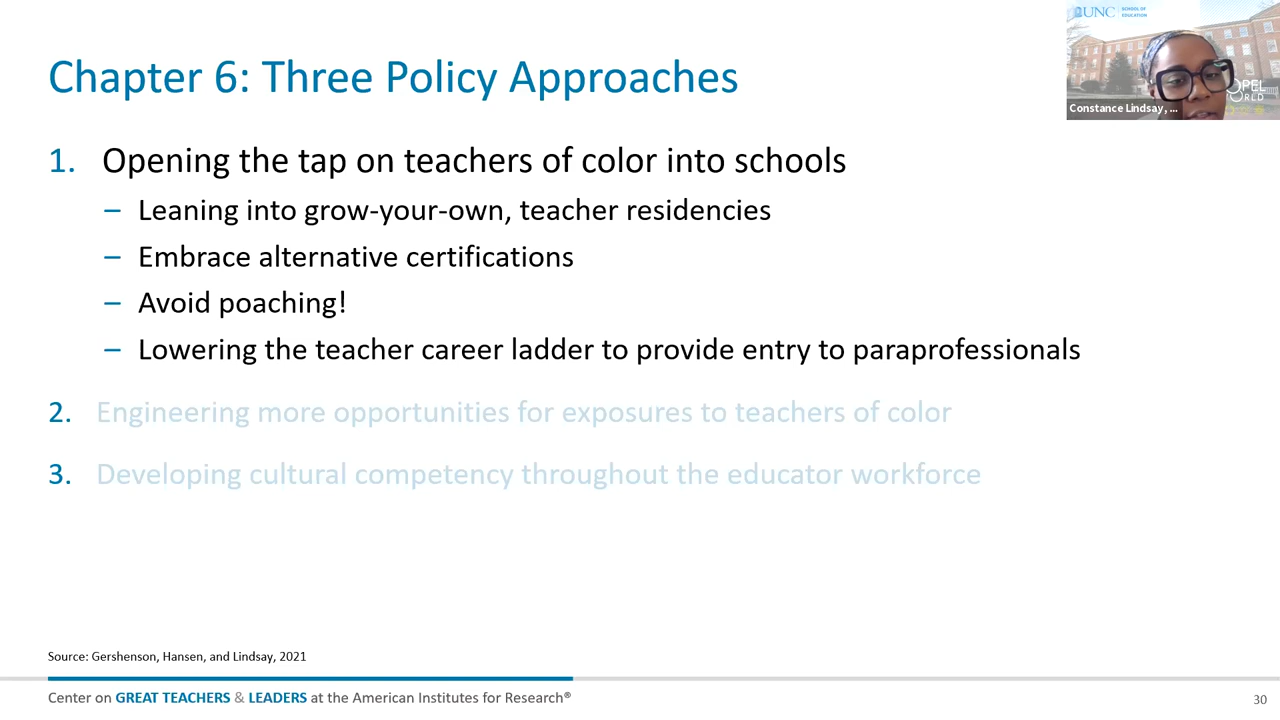 Chapter 6: Three Policy Approaches
UNC SCHOOL OF
EDUCATION
Constance Lindsay, ...
1. Opening the tap on teachers of color into schools
– Leaning into grow-your-own, teacher residencies
– Embrace alternative certifications
– Avoid poaching!
– Lowering the teacher career ladder to provide entry to paraprofessionals
2. Engineering more opportunities for exposures to teachers of color
3. Developing cultural competency throughout the educator workforce
Source: Gershenson, Hansen, and Lindsay, 2021
Center on GREAT TEACHERS & LEADERS at the American Institutes for Research®
30